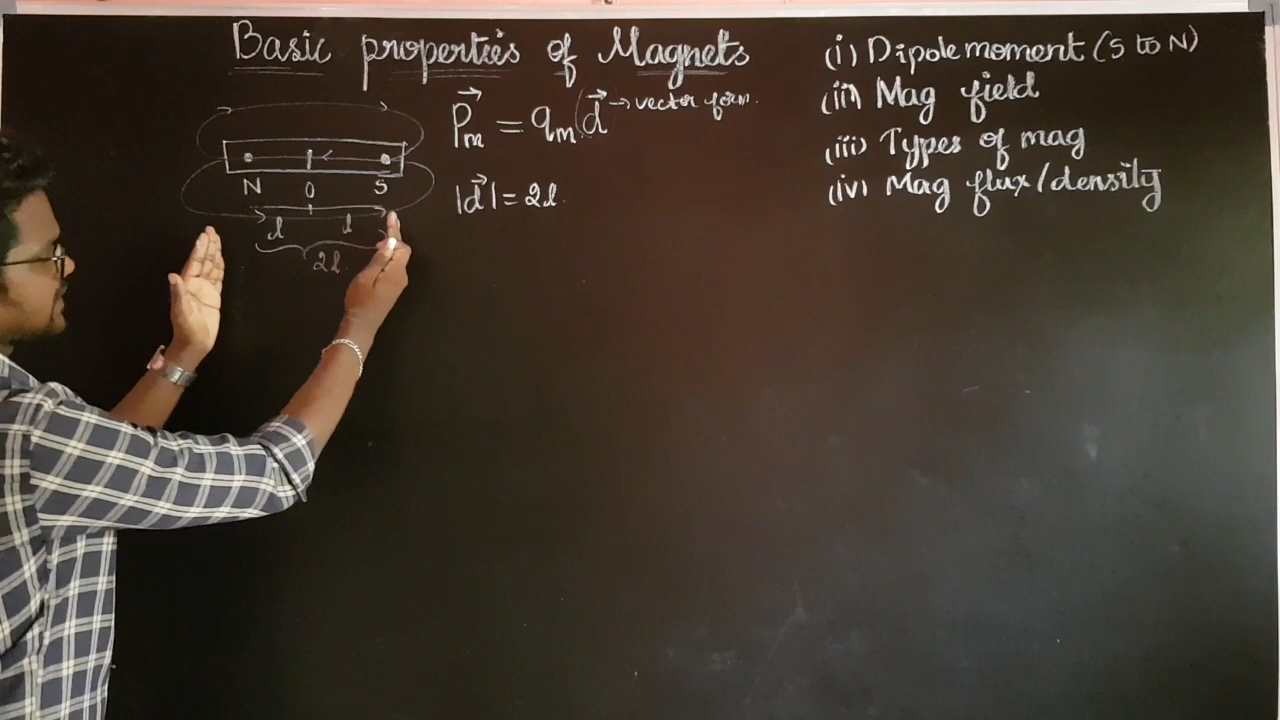 Basic properties of Magnets
N O S
l l
2l
P⃗m = qm d⃗ → vector form.
|d⃗| = 2l.
(i) Dipole moment (S to N)
(ii) Mag field
(iii) Types of mag
(iv) Mag flux/density